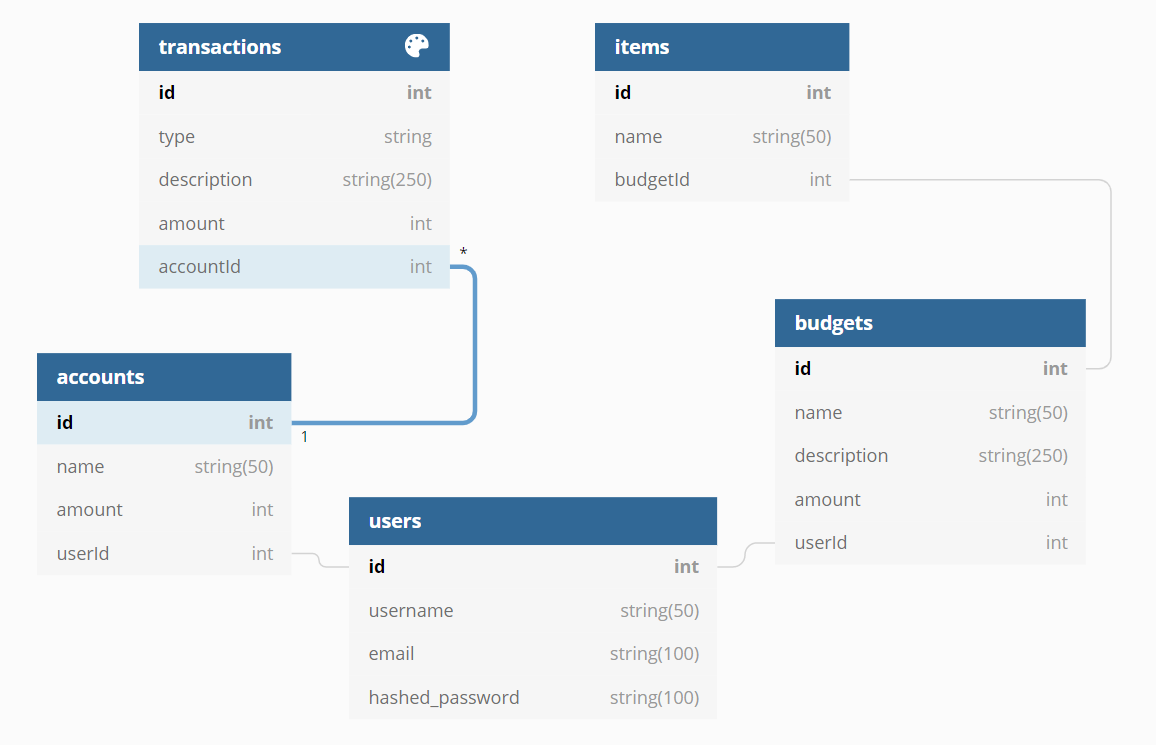 transactions
id int
type string
description string(250)
amount int
accountId int
*
items
id int
name string(50)
budgetId int
accounts
id int
1
name string(50)
amount int
userId int
budgets
id int
name string(50)
description string(250)
amount int
userId int
users
id int
username string(50)
email string(100)
hashed_password string(100)